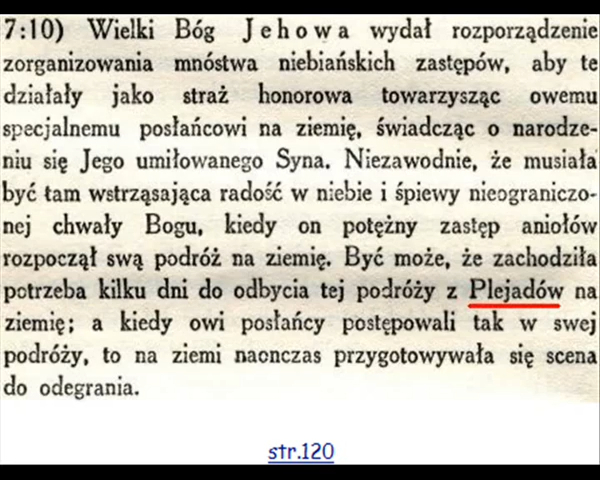 7:10) Wielki Bóg Jehowa wydał rozporządzenie
zorganizowania mnóstwa niebiańskich zastępów, aby te
działały jako straż honorowa towarzysząc owemu
specjalnemu posłańcowi na ziemię, świadcząc o narodze-
niu się Jego umiłowanego Syna. Niezawodnie, że musiała
być tam wstrząsająca radość w niebie i śpiewy nieograniczo-
nej chwały Bogu, kiedy on potężny zastęp aniołów
rozpoczął swą podróż na ziemię. Być może, że zachodziła
potrzeba kilku dni do odbycia tej podróży z Plejadów na
ziemię; a kiedy owi posłańcy postępowali tak w swej
podróży, to na ziemi naonczas przygotowywała się scena
do odegrania.
str.120